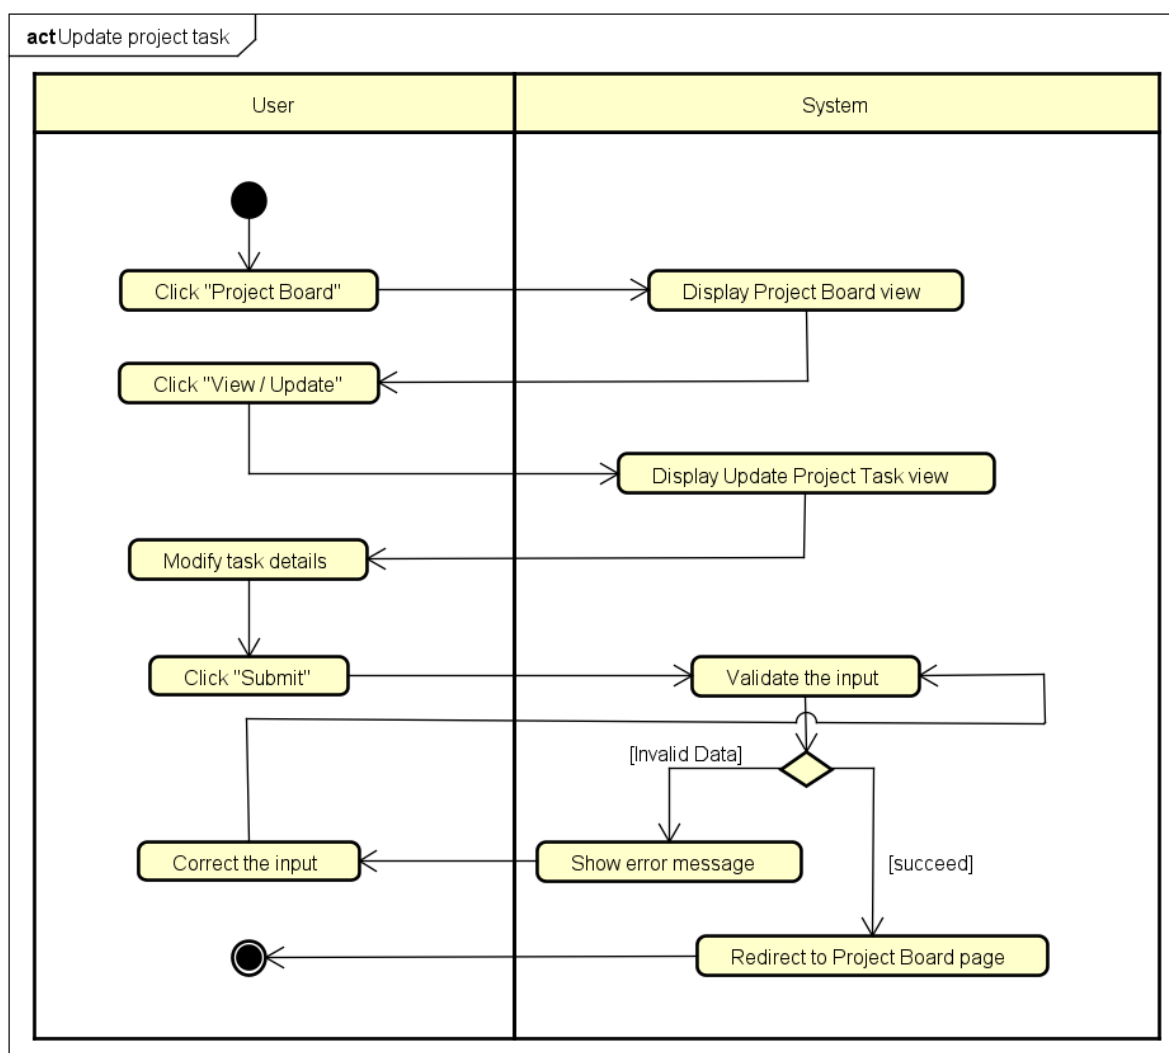 act Update project task
User
System
Click "Project Board"
Display Project Board view
Click "View / Update"
Display Update Project Task view
Modify task details
Click "Submit"
Validate the input
[Invalid Data]
Correct the input
Show error message
[succeed]
Redirect to Project Board page